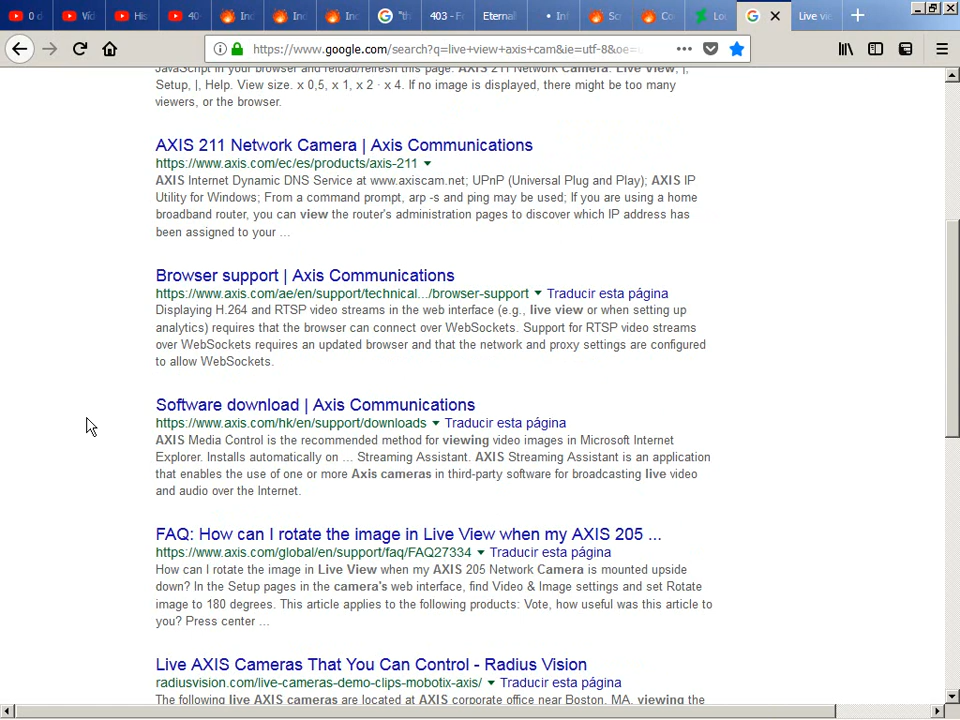 0 d
Víd
His
40
Ind
Ind
Ind
"th
403 - F
Eternal
Int
Sc
Co
Lo
Live vie
https://www.google.com/search?q=live+view+axis+cam&ie=utf-8&oe=u
JavaScript in your browser and reload/refresh this page. AXIS 211 Network Camera. Live View, |,
Setup, |, Help. View size. x 0,5, x 1, x 2 · x 4. If no image is displayed, there might be too many
viewers, or the browser.
AXIS 211 Network Camera | Axis Communications
https://www.axis.com/ec/es/products/axis-211
AXIS Internet Dynamic DNS Service at www.axiscam.net; UPnP (Universal Plug and Play); AXIS IP
Utility for Windows; From a command prompt, arp -s and ping may be used; If you are using a home
broadband router, you can view the router's administration pages to discover which IP address has
been assigned to your ...
Browser support | Axis Communications
https://www.axis.com/ae/en/support/technical.../browser-support Traducir esta página
Displaying H.264 and RTSP video streams in the web interface (e.g., live view or when setting up
analytics) requires that the browser can connect over WebSockets. Support for RTSP video streams
over WebSockets requires an updated browser and that the network and proxy settings are configured
to allow WebSockets.
Software download | Axis Communications
https://www.axis.com/hk/en/support/downloads Traducir esta página
AXIS Media Control is the recommended method for viewing video images in Microsoft Internet
Explorer. Installs automatically on ... Streaming Assistant. AXIS Streaming Assistant is an application
that enables the use of one or more Axis cameras in third-party software for broadcasting live video
and audio over the Internet.
FAQ: How can I rotate the image in Live View when my AXIS 205 ...
https://www.axis.com/global/en/support/faq/FAQ27334 Traducir esta página
How can I rotate the image in Live View when my AXIS 205 Network Camera is mounted upside
down? In the Setup pages in the camera's web interface, find Video & Image settings and set Rotate
image to 180 degrees. This article applies to the following products: Vote, how useful was this article to
you? Press center ...
Live AXIS Cameras That You Can Control - Radius Vision
radiusvision.com/live-cameras-demo-clips-mobotix-axis/ Traducir esta página
The following live AXIS cameras are located at AXIS corporate office near Boston, MA, viewing the